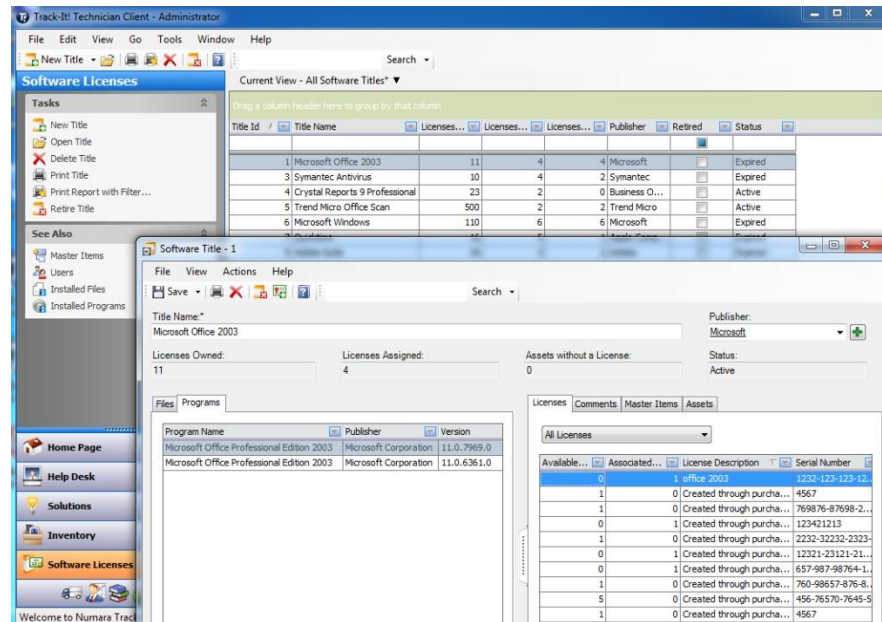 Track-It! Technician Client - Administrator
File Edit View Go Tools Window Help
New Title Search
Software Licenses
Current View - All Software Titles*
Tasks
New Title
Open Title
Delete Title
Print Title
Print Report with Filter...
Retire Title
Drag a column header here to group by that column
Title Id Title Name Licenses... Licenses... Licenses... Publisher Retired Status
1 Microsoft Office 2003 11 4 4 Microsoft Expired
3 Symantec Antivirus 10 4 2 Symantec Expired
4 Crystal Reports 9 Professional 23 2 0 Business O... Active
5 Trend Micro Office Scan 500 2 2 Trend Micro Active
6 Microsoft Windows 110 6 6 Microsoft Expired
See Also
Master Items
Users
Installed Files
Installed Programs
Home Page
Help Desk
Solutions
Inventory
Software Licenses
Welcome to Numara Track
Software Title - 1
File View Actions Help
Save Search
Title Name:* Publisher:
Microsoft Office 2003 Microsoft
Licenses Owned: Licenses Assigned: Assets without a License: Status:
11 4 0 Active
Files Programs
Program Name Publisher Version
Microsoft Office Professional Edition 2003 Microsoft Corporation 11.0.7969.0
Microsoft Office Professional Edition 2003 Microsoft Corporation 11.0.6361.0
Licenses Comments Master Items Assets
All Licenses
Available... Associated... License Description Serial Number
0 1 office 2003 1232-123-123-12...
1 0 Created through purcha... 4567
1 0 Created through purcha... 769876-87698-2...
0 1 Created through purcha... 123421213
1 0 Created through purcha... 2232-32232-2323-
0 1 Created through purcha... 12321-23121-21...
0 1 Created through purcha... 657-987-98764-1...
1 0 Created through purcha... 760-98657-876-8...
5 0 Created through purcha... 456-76570-7645-5
1 0 Created through purcha... 4567